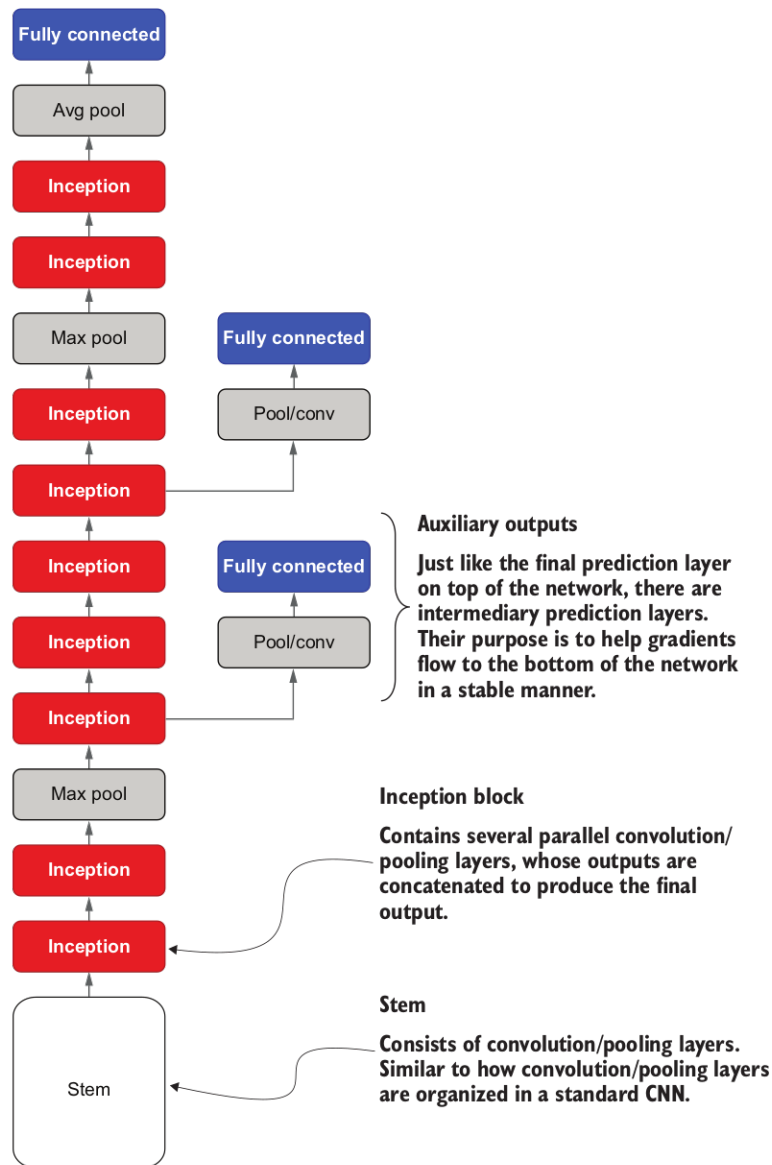 Fully connected
Avg pool
Inception
Inception
Max pool
Fully connected
Inception
Pool/conv
Inception
Auxiliary outputs
Just like the final prediction layer
on top of the network, there are
intermediary prediction layers.
Their purpose is to help gradients
flow to the bottom of the network
in a stable manner.
Inception
Fully connected
Inception
Pool/conv
Inception
Max pool
Inception block
Contains several parallel convolution/
pooling layers, whose outputs are
concatenated to produce the final
output.
Inception
Inception
Stem
Consists of convolution/pooling layers.
Similar to how convolution/pooling layers
are organized in a standard CNN.
Stem